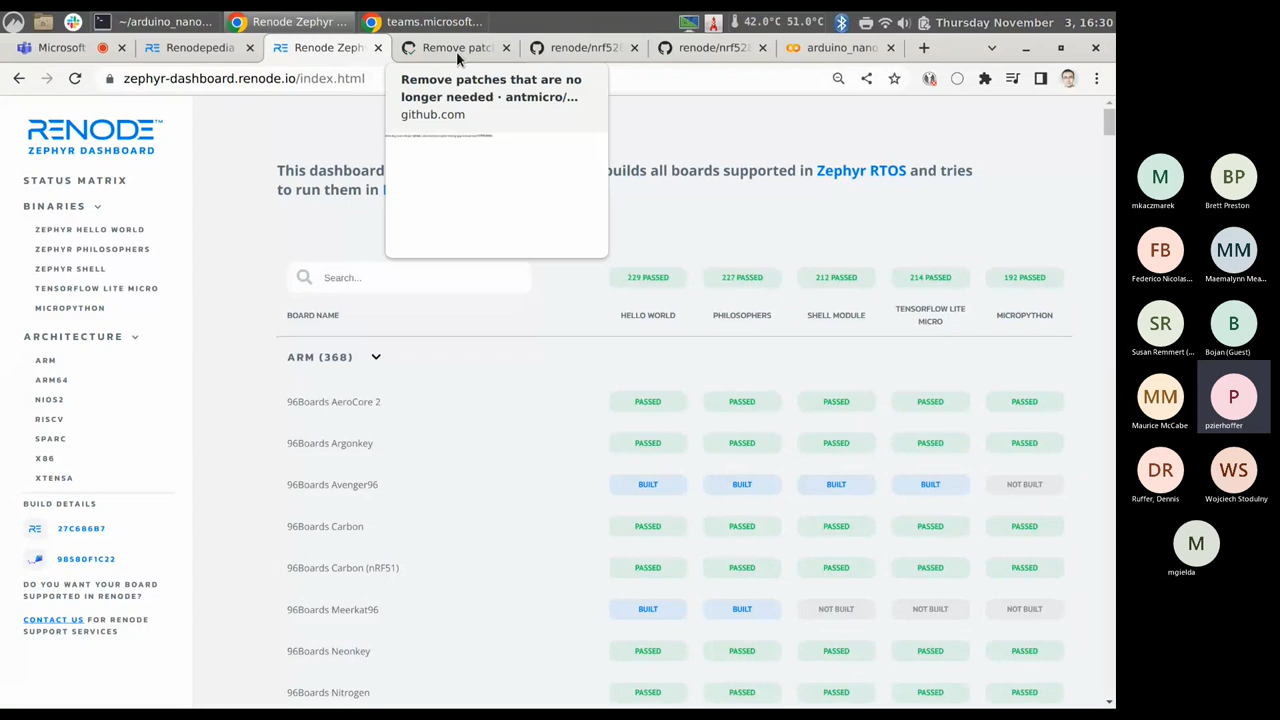 ~/arduino_nano...
Renode Zephyr ...
teams.microsoft...
42.0°C 51.0°C
Thursday November 3, 16:30
Microsoft
Renodepedia
Renode Zeph
Remove patc
renode/nrf52
renode/nrf52
arduino_nano
zephyr-dashboard.renode.io/index.html
Remove patches that are no
longer needed · antmicro/...
github.com
RENODE™
ZEPHYR DASHBOARD
STATUS MATRIX
BINARIES
ZEPHYR HELLO WORLD
ZEPHYR PHILOSOPHERS
ZEPHYR SHELL
TENSORFLOW LITE MICRO
MICROPYTHON
ARCHITECTURE
ARM
ARM64
NIOS2
RISCV
SPARC
X86
XTENSA
BUILD DETAILS
RE 27C686B7
98580F1C22
DO YOU WANT YOUR BOARD
SUPPORTED IN RENODE?
CONTACT US FOR RENODE
SUPPORT SERVICES
This dashboard uilds all boards supported in Zephyr RTOS and tries
to run them in
Search...
229 PASSED 227 PASSED 212 PASSED 214 PASSED 192 PASSED
BOARD NAME HELLO WORLD PHILOSOPHERS SHELL MODULE TENSORFLOW LITE MICRO MICROPYTHON
ARM (368)
96Boards AeroCore 2 PASSED PASSED PASSED PASSED PASSED
96Boards Argonkey PASSED PASSED PASSED PASSED PASSED
96Boards Avenger96 BUILT BUILT BUILT BUILT NOT BUILT
96Boards Carbon PASSED PASSED PASSED PASSED PASSED
96Boards Carbon (nRF51) PASSED PASSED PASSED PASSED PASSED
96Boards Meerkat96 BUILT BUILT NOT BUILT NOT BUILT NOT BUILT
96Boards Neonkey PASSED PASSED PASSED PASSED PASSED
96Boards Nitrogen PASSED PASSED PASSED PASSED PASSED
M BP
mkaczmarek Brett Preston
FB MM
Federico Nicolas... Maemalynn Mea...
SR B
Susan Remmert (... Bojan (Guest)
MM P
Maurice McCabe pzierhoffer
DR WS
Ruffer, Dennis Wojciech Stodulny
M
mgielda